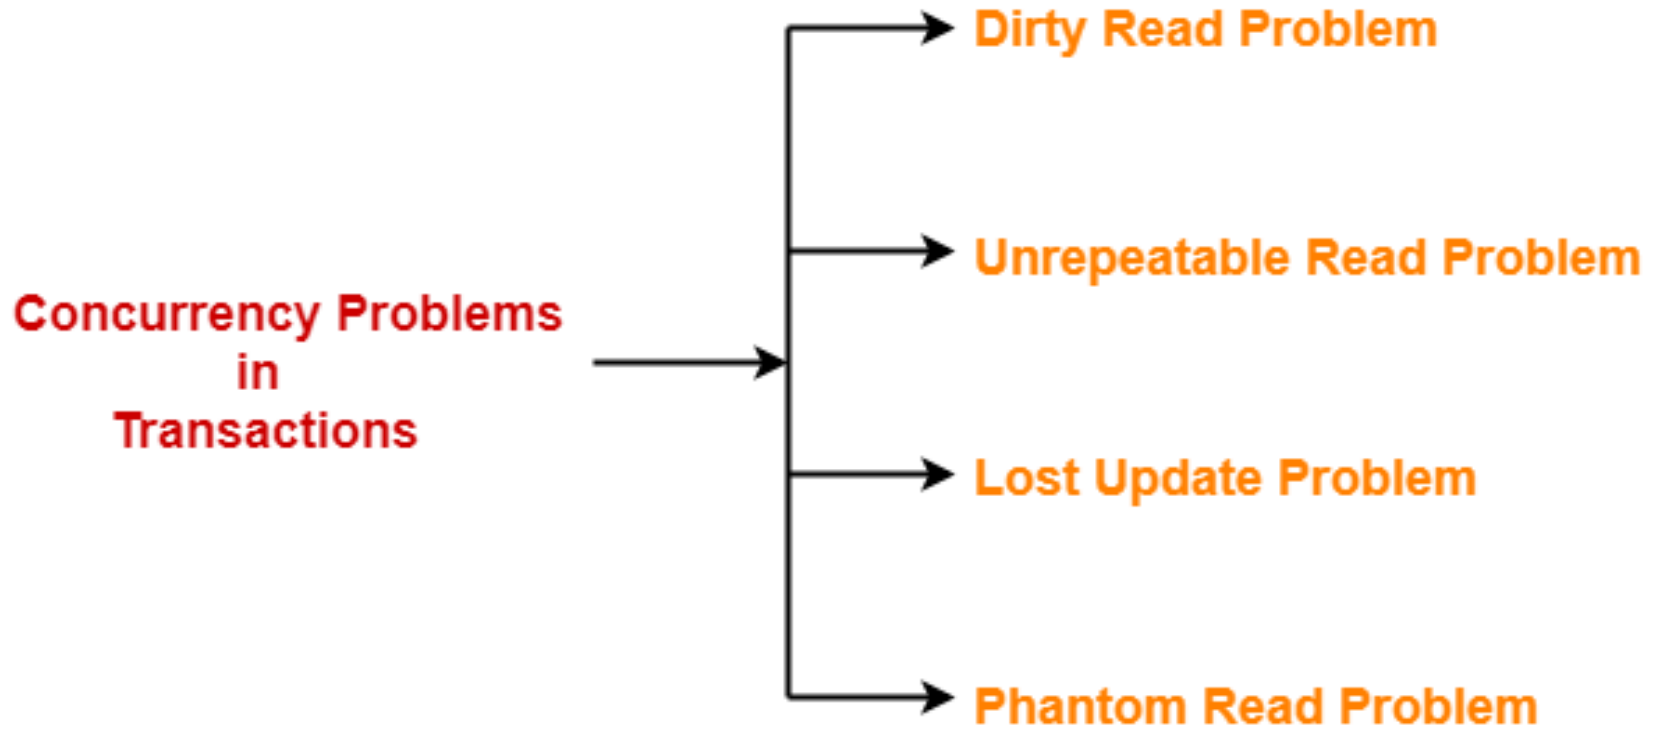 Concurrency Problems
in
Transactions
Dirty Read Problem
Unrepeatable Read Problem
Lost Update Problem
Phantom Read Problem